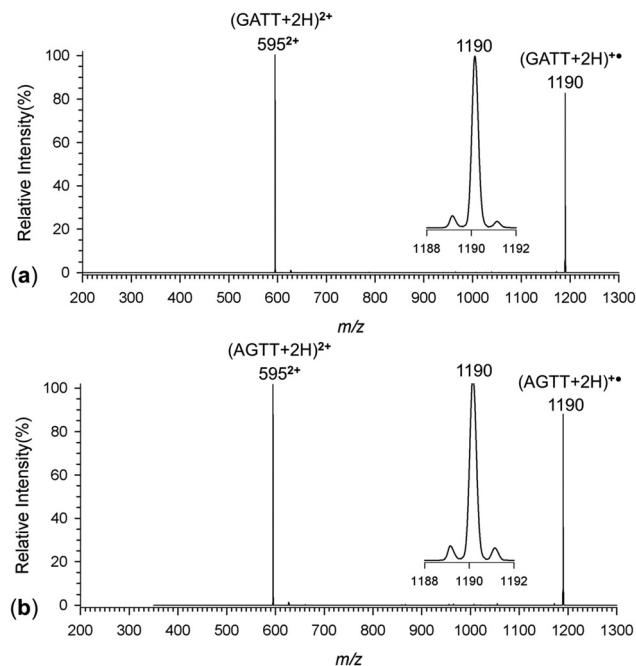 (GATT+2H)²⁺
595²⁺
1190
(GATT+2H)⁺•
1190
100
80
60
40
20
0
Relative Intensity(%)
1188 1190 1192
200 300 400 500 600 700 800 900 1000 1100 1200 1300
m/z
(a)
(AGTT+2H)²⁺
595²⁺
1190
(AGTT+2H)⁺•
1190
100
80
60
40
20
0
Relative Intensity(%)
1188 1190 1192
200 300 400 500 600 700 800 900 1000 1100 1200 1300
m/z
(b)